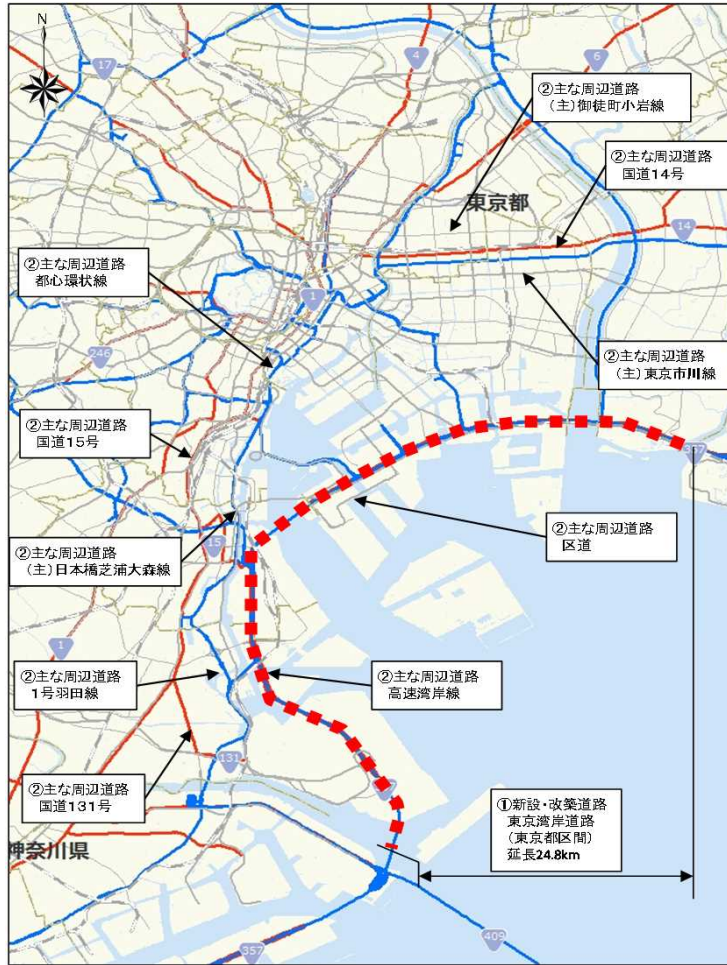 N
17
4
6
②主な周辺道路
(主)御徒町小岩線
②主な周辺道路
国道14号
東京都
14
②主な周辺道路
都心環状線
1
②主な周辺道路
(主)東京市川線
246
②主な周辺道路
国道15号
357
②主な周辺道路
区道
②主な周辺道路
(主)日本橋芝浦大森線
15
1
②主な周辺道路
1号羽田線
②主な周辺道路
高速湾岸線
131
②主な周辺道路
国道131号
①新設・改築道路
東京湾岸道路
(東京都区間)
延長24.8km
神奈川県
409
357